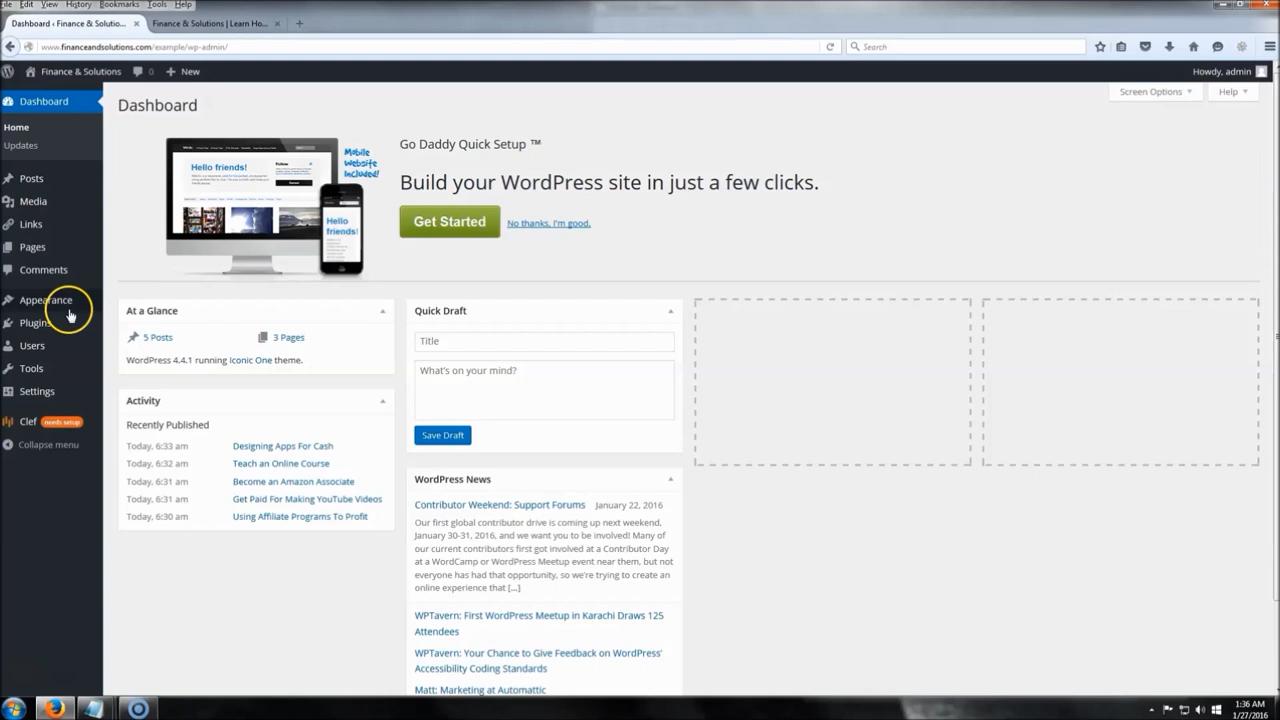 File Edit View History Bookmarks Tools Help
Dashboard ‹ Finance & Solutio...
Finance & Solutions | Learn Ho...
www.financeandsolutions.com/example/wp-admin/
Search
Finance & Solutions 0 New
Howdy, admin
Dashboard
Home
Updates
Posts
Media
Links
Pages
Comments
Appearance
Plugins
Users
Tools
Settings
Clef needs setup
Collapse menu
Dashboard
Screen Options
Help
Hello friends!
Mobile
Website
Included!
Hello
friends!
Go Daddy Quick Setup ™
Build your WordPress site in just a few clicks.
Get Started
No thanks, I'm good.
At a Glance
5 Posts
3 Pages
WordPress 4.4.1 running Iconic One theme.
Activity
Recently Published
Today, 6:33 am Designing Apps For Cash
Today, 6:32 am Teach an Online Course
Today, 6:31 am Become an Amazon Associate
Today, 6:31 am Get Paid For Making YouTube Videos
Today, 6:30 am Using Affiliate Programs To Profit
Quick Draft
Title
What's on your mind?
Save Draft
WordPress News
Contributor Weekend: Support Forums January 22, 2016
Our first global contributor drive is coming up next weekend,
January 30-31, 2016, and we want you to be involved! Many of
our current contributors first got involved at a Contributor Day
at a WordCamp or WordPress Meetup event near them, but not
everyone has had that opportunity, so we're trying to create an
online experience that [...]
WPTavern: First WordPress Meetup in Karachi Draws 125
Attendees
WPTavern: Your Chance to Give Feedback on WordPress'
Accessibility Coding Standards
Matt: Marketing at Automattic
1:36 AM
1/27/2016